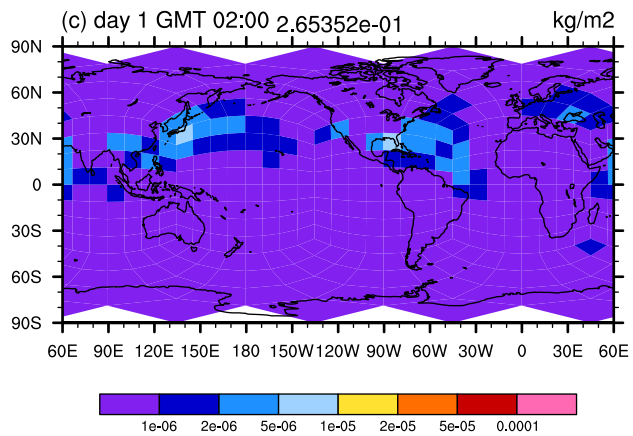 (c) day 1 GMT 02:00 2.65352e-01 kg/m2
90N
60N
30N
0
30S
60S
90S
60E 90E 120E 150E 180 150W 120W 90W 60W 30W 0 30E 60E
1e-06 2e-06 5e-06 1e-05 2e-05 5e-05 0.0001